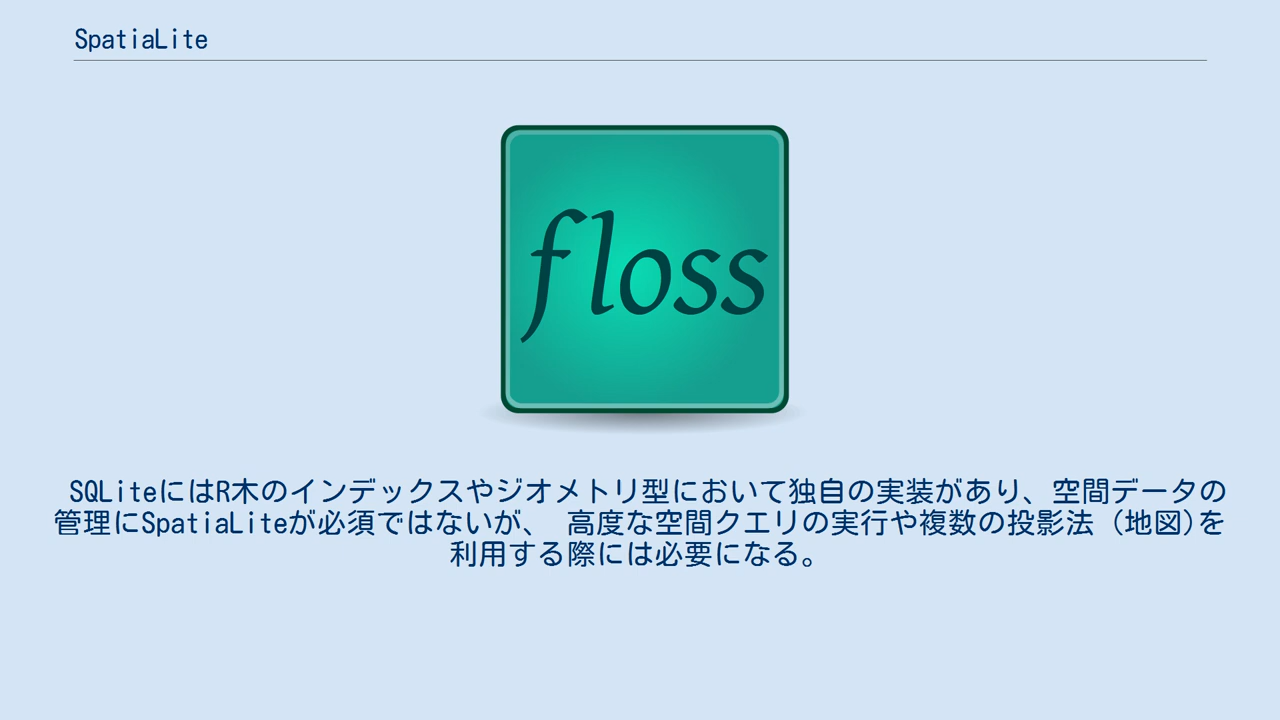 SpatiaLite
floss
SQLiteにはR木のインデックスやジオメトリ型において独自の実装があり、空間データの
管理にSpatiaLiteが必須ではないが、 高度な空間クエリの実行や複数の投影法 (地図)を
利用する際には必要になる。